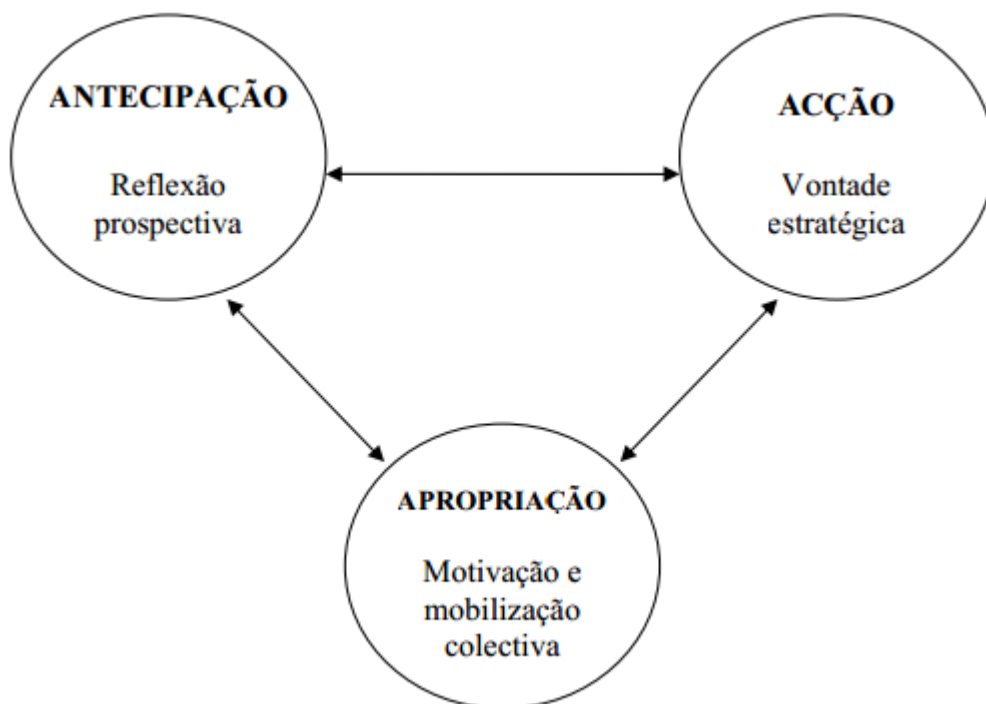 ANTECIPAÇÃO
Reflexão
prospectiva
ACÇÃO
Vontade
estratégica
APROPRIAÇÃO
Motivação e
mobilização
colectiva